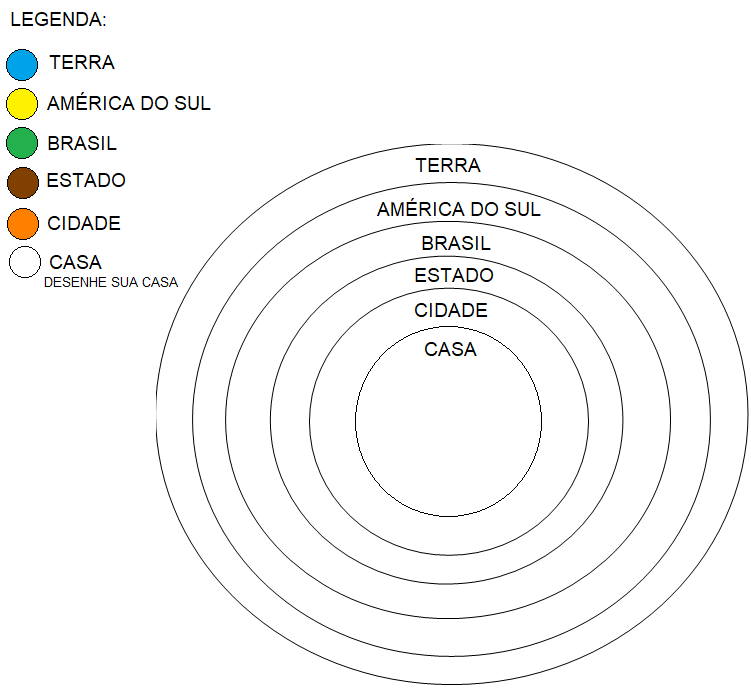 LEGENDA:
TERRA
AMÉRICA DO SUL
BRASIL
ESTADO
CIDADE
CASA
DESENHE SUA CASA
TERRA
AMÉRICA DO SUL
BRASIL
ESTADO
CIDADE
CASA